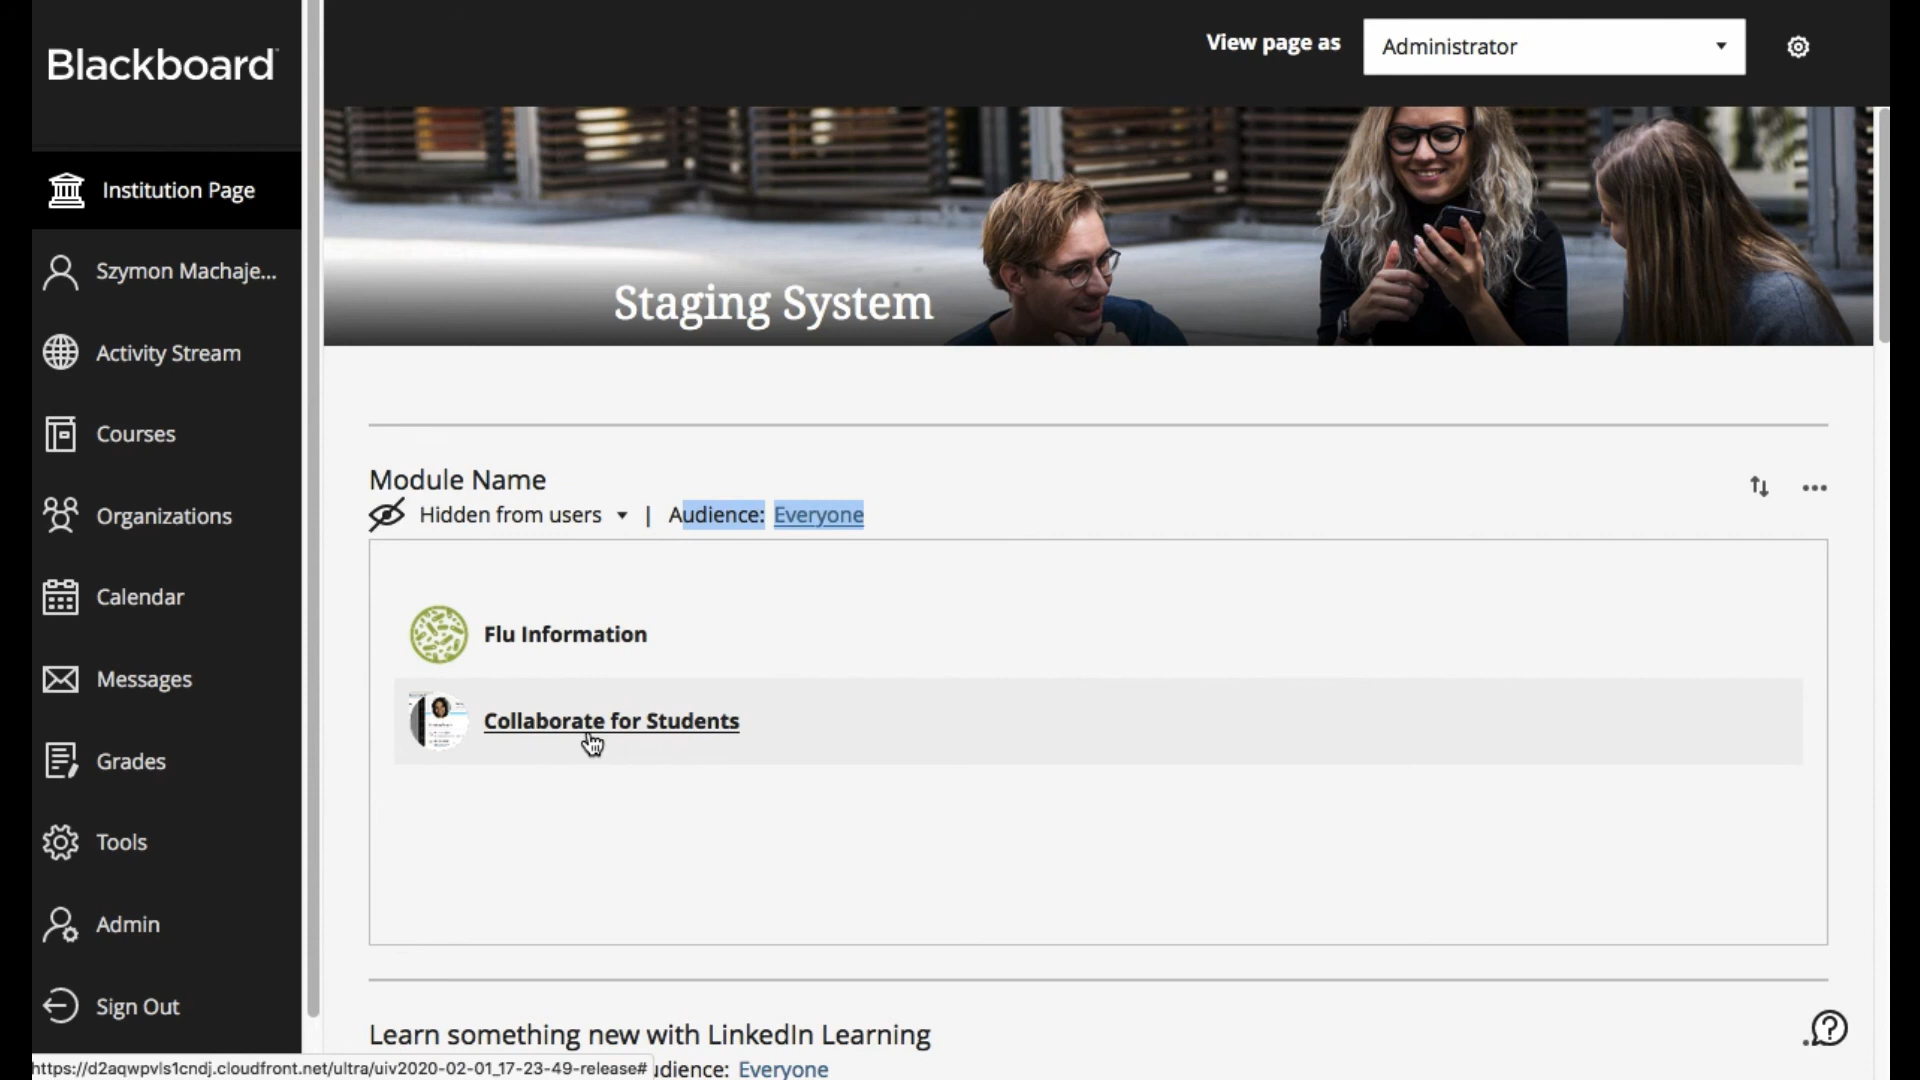 Blackboard
View page as
Administrator
Institution Page
Szymon Machaje...
Activity Stream
Courses
Organizations
Calendar
Messages
Grades
Tools
Admin
Sign Out
Staging System
Module Name
Hidden from users | Audience: Everyone
Flu Information
Collaborate for Students
Learn something new with LinkedIn Learning
udience: Everyone
https://d2aqwpvls1cndj.cloudfront.net/ultra/uiv2020-02-01_17-23-49-release#